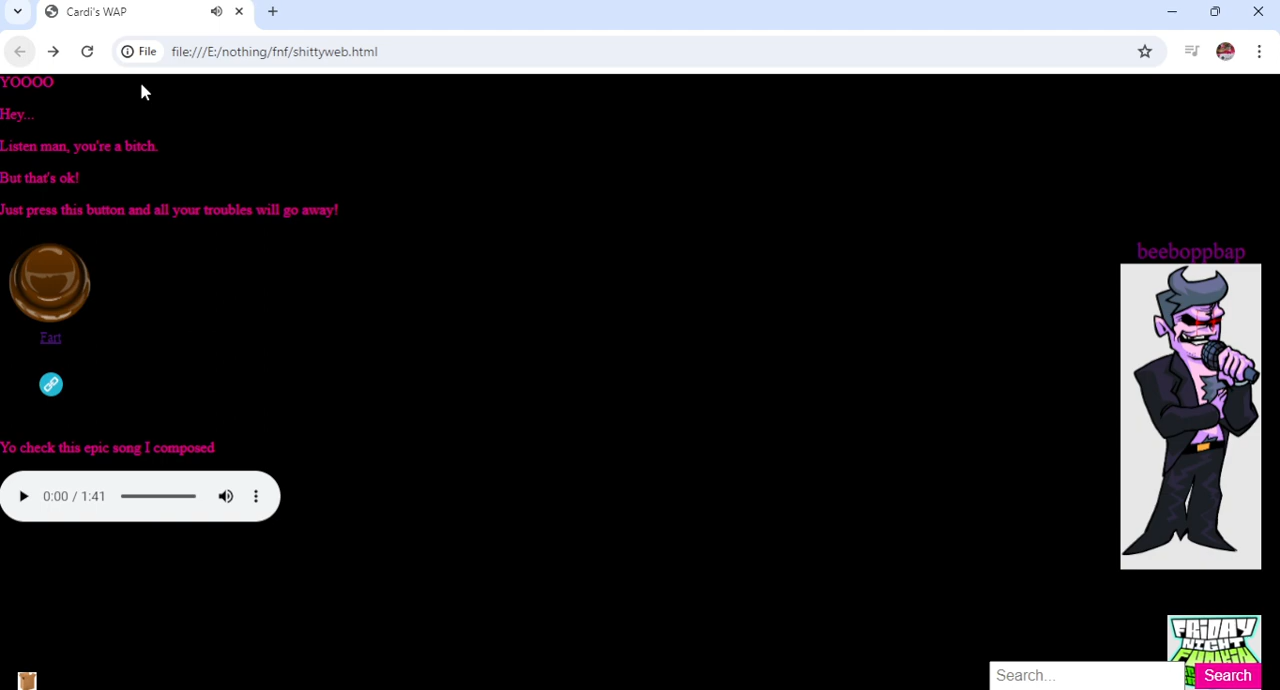 Cardi's WAP
File
file:///E:/nothing/fnf/shittyweb.html
YOOOO
Hey...
Listen man, you're a bitch.
But that's ok!
Just press this button and all your troubles will go away!
beeboppbap
Fart
Yo check this epic song I composed
0:00 / 1:41
FRIDAY
NIGHT
FUNKIN
Search...
Search